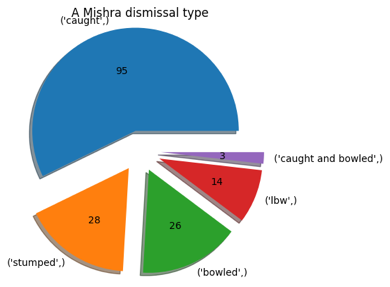 A Mishra dismissal type
('caught',)
95
3
('caught and bowled',)
14
('lbw',)
28
26
('stumped',)
('bowled',)